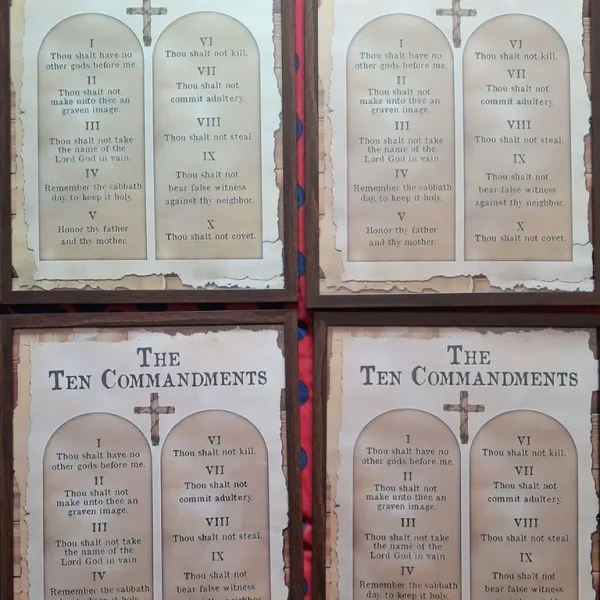 I
Thou shalt have no
other gods before me.
II
Thou shalt not
make unto thee an
graven image.
III
Thou shalt not take
the name of the
Lord God in vain.
IV
Remember the sabbath
day, to keep it holy.
V
Honor thy father
and thy mother.
VI
Thou shalt not kill.
VII
Thou shalt not
commit adultery.
VIII
Thou shalt not steal.
IX
Thou shalt not
bear false witness
against thy neighbor.
X
Thou shalt not covet.
I
Thou shalt have no
other gods before me.
II
Thou shalt not
make unto thee an
graven image.
III
Thou shalt not take
the name of the
Lord God in vain
IV
Remember the sabbath
day, to keep it holy.
V
Honor thy father
and thy mother.
VI
Thou shalt not kill.
VII
Thou shalt not
commit adultery.
VIII
Thou shalt not steal.
IX
Thou shalt not
bear false witness
against thy neighbor.
X
Thou shalt not covet.
THE
TEN COMMANDMENTS
I
Thou shalt have no
other gods before me.
II
Thou shalt not
make unto thee an
graven image.
III
Thou shalt not take
the name of the
Lord God in vain.
IV
Remember the sabbath
VI
Thou shalt not kill.
VII
Thou shalt not
commit adultery.
VIII
Thou shalt not steal.
IX
Thou shalt not
bear false witness
THE
TEN COMMANDMENTS
I
Thou shalt have no
other gods before me.
II
Thou shalt not
make unto thee an
graven image.
III
Thou shalt not take
the name of the
Lord God in vain.
IV
Remember the sabbath
day, to keep it holy.
VI
Thou shalt not kill.
VII
Thou shalt not
commit adultery.
VIII
Thou shalt not steal.
IX
Thou shalt not
bear false witness